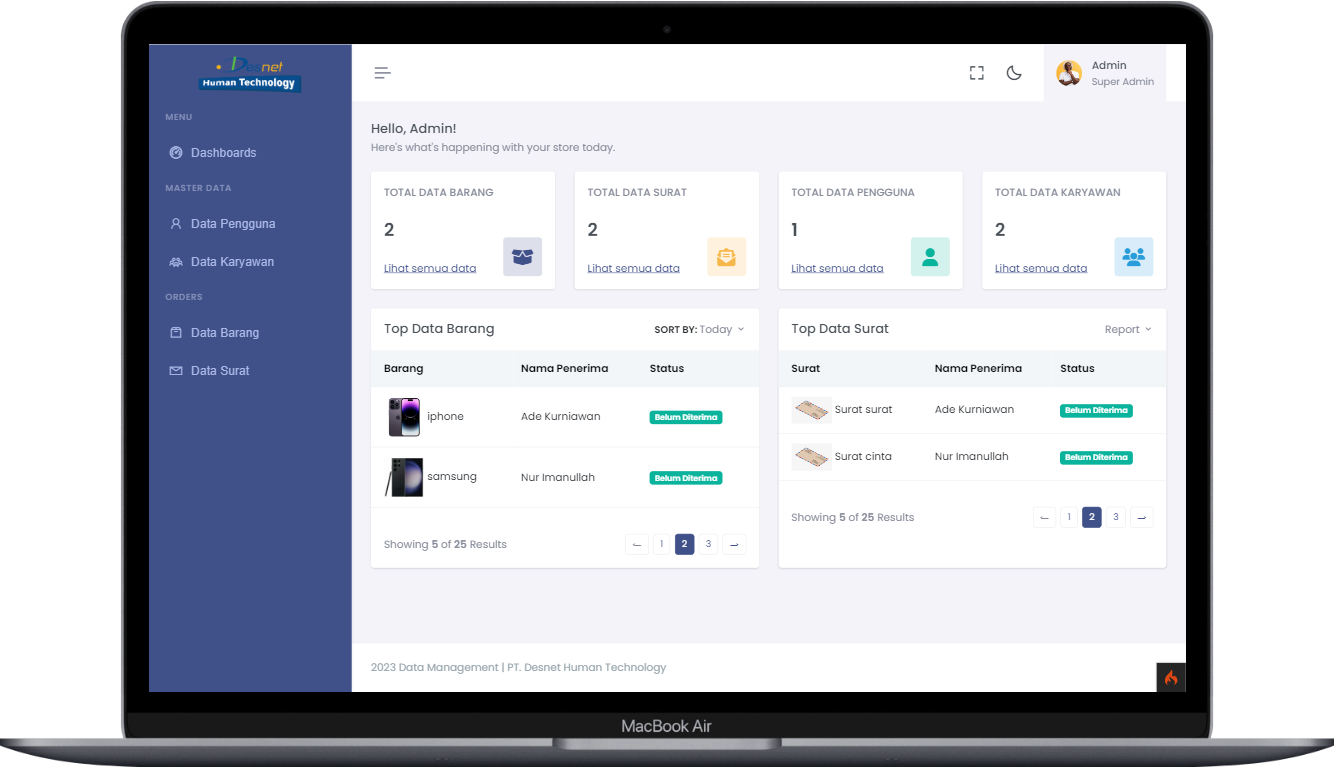 Desnet
Human Technology
MENU
Dashboards
MASTER DATA
Data Pengguna
Data Karyawan
ORDERS
Data Barang
Data Surat
Admin
Super Admin
Hello, Admin!
Here's what's happening with your store today.
TOTAL DATA BARANG
2
Lihat semua data
TOTAL DATA SURAT
2
Lihat semua data
TOTAL DATA PENGGUNA
1
Lihat semua data
TOTAL DATA KARYAWAN
2
Lihat semua data
Top Data Barang
SORT BY: Today
Barang Nama Penerima Status
iphone Ade Kurniawan Belum Diterima
samsung Nur Imanullah Belum Diterima
Showing 5 of 25 Results
← 1 2 3 →
Top Data Surat
Report
Surat Nama Penerima Status
Surat surat Ade Kurniawan Belum Diterima
Surat cinta Nur Imanullah Belum Diterima
Showing 5 of 25 Results
← 1 2 3 →
2023 Data Management | PT. Desnet Human Technology
MacBook Air